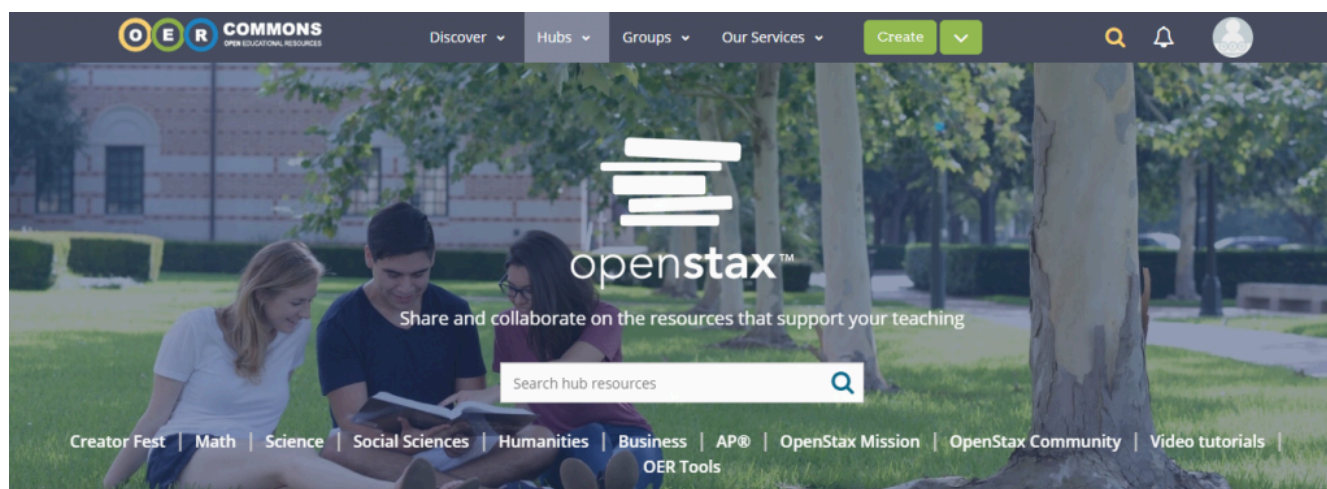 OER COMMONS
OPEN EDUCATIONAL RESOURCES
Discover Hubs Groups Our Services Create
openstax™
Share and collaborate on the resources that support your teaching
Search hub resources
Creator Fest | Math | Science | Social Sciences | Humanities | Business | AP® | OpenStax Mission | OpenStax Community | Video tutorials |
OER Tools